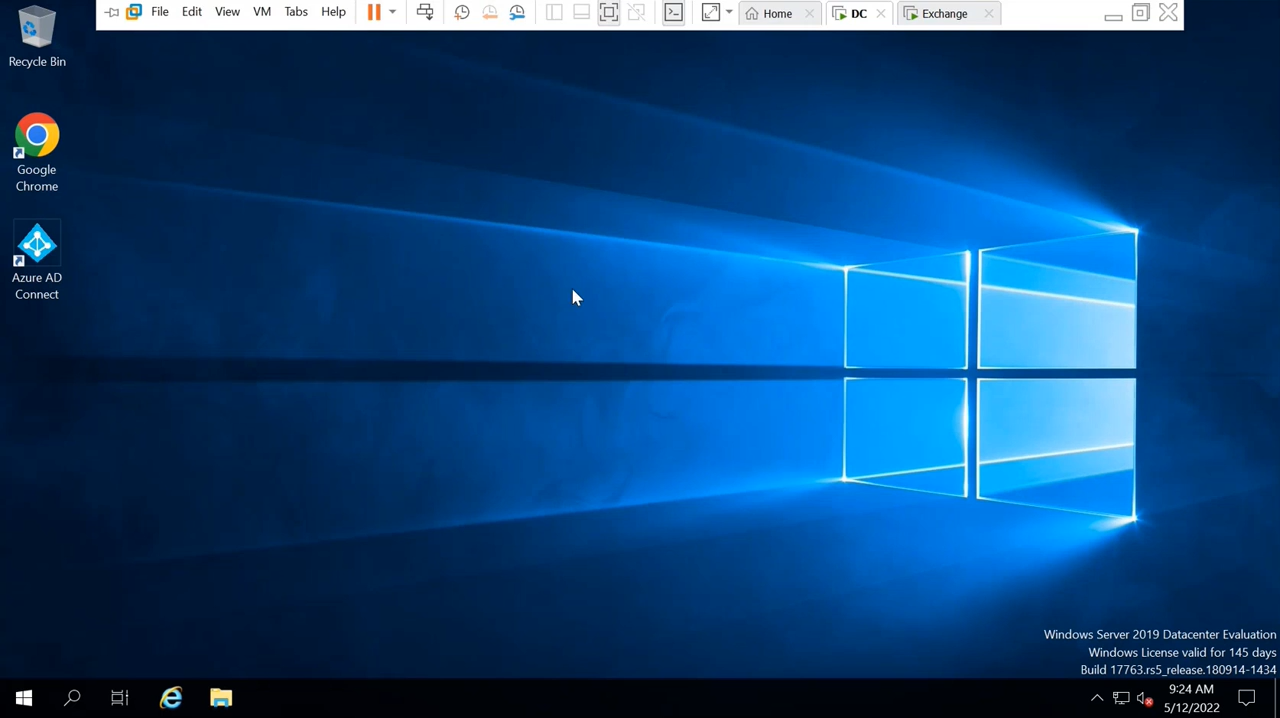 File Edit View VM Tabs Help Home DC Exchange
Recycle Bin
Google
Chrome
Azure AD
Connect
Windows Server 2019 Datacenter Evaluation
Windows License valid for 145 days
Build 17763.rs5_release.180914-1434
9:24 AM
5/12/2022